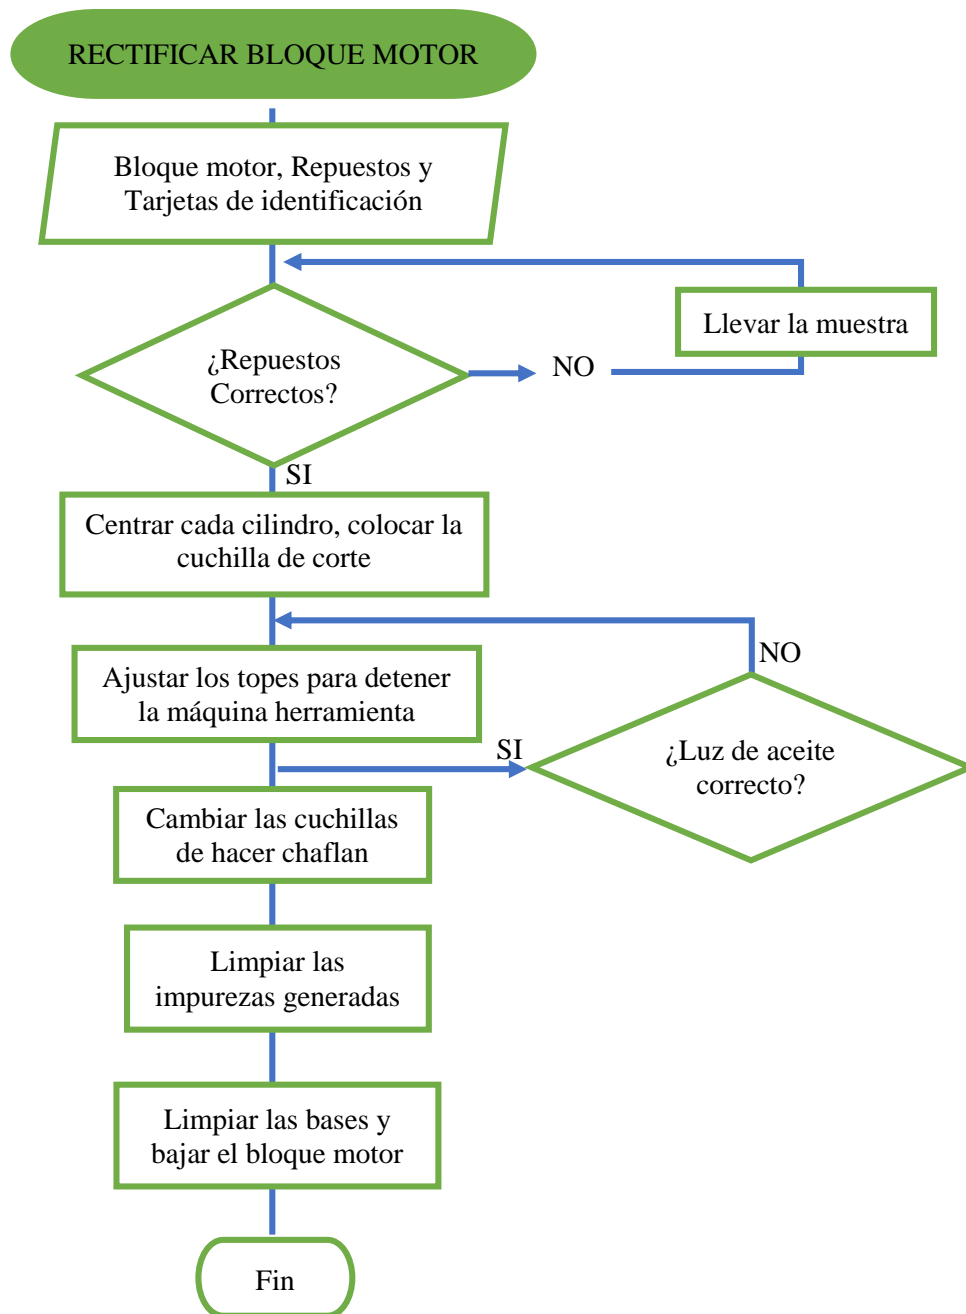 RECTIFICAR BLOQUE MOTOR
Bloque motor, Repuestos y
Tarjetas de identificación
Llevar la muestra
¿Repuestos
Correctos?
NO
SI
Centrar cada cilindro, colocar la
cuchilla de corte
NO
Ajustar los topes para detener
la máquina herramienta
SI
¿Luz de aceite
correcto?
Cambiar las cuchillas
de hacer chaflan
Limpiar las
impurezas generadas
Limpiar las bases y
bajar el bloque motor
Fin